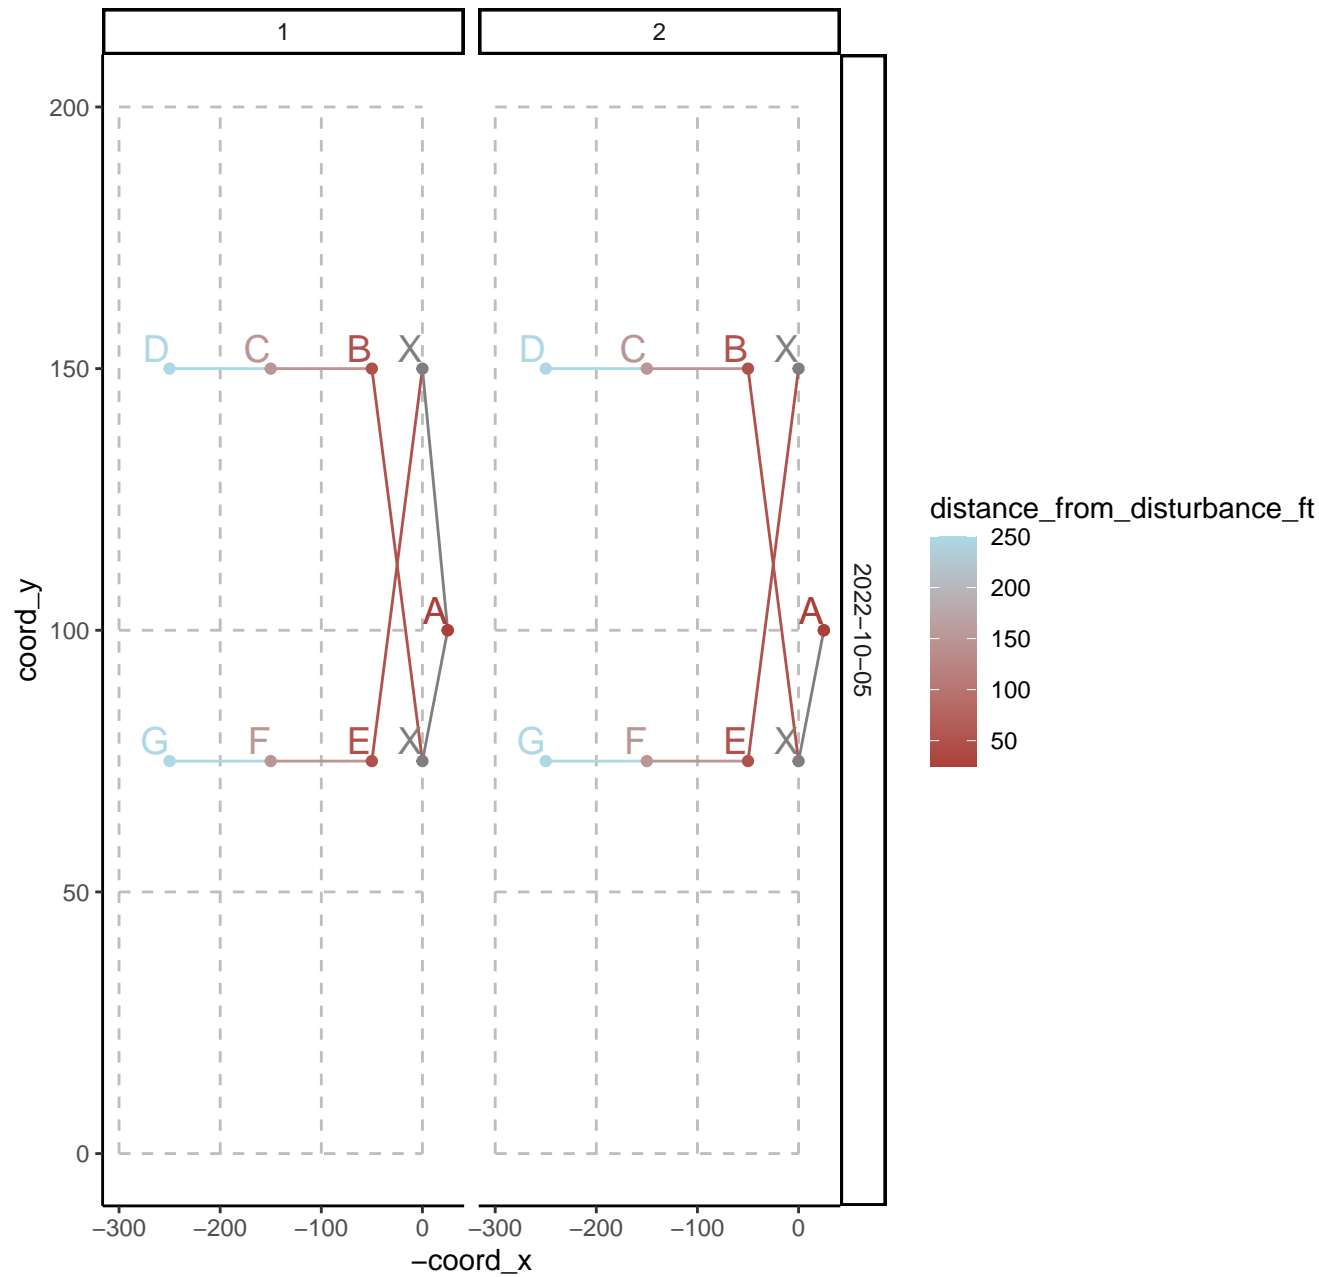 1 2
200
D C B X D C B X
150
distance_from_disturbance_ft
250
200
150
100
50
2022−10−05
coord_y
A A
100
G F E X G F E X
50
0
−300 −200 −100 0 −300 −200 −100 0
−coord_x